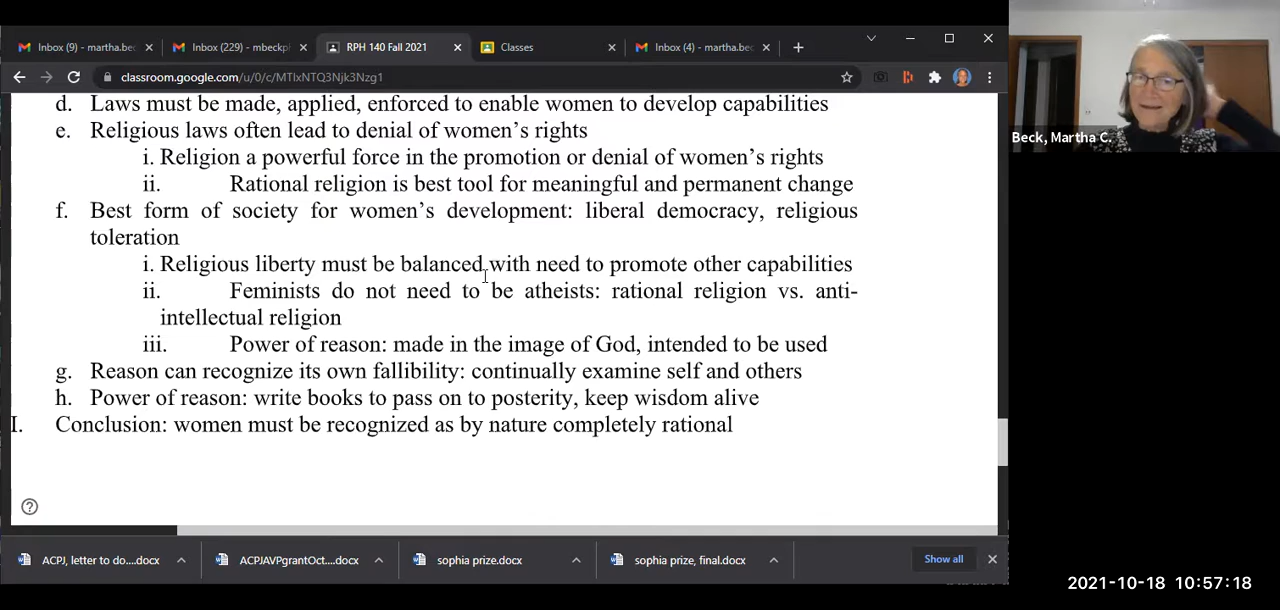 Inbox (9) - martha.bec
Inbox (229) - mbeckpl
RPH 140 Fall 2021
Classes
Inbox (4) - martha.bec
classroom.google.com/u/0/c/MTIxNTQ3Njk3Nzg1
d. Laws must be made, applied, enforced to enable women to develop capabilities
e. Religious laws often lead to denial of women's rights
i. Religion a powerful force in the promotion or denial of women's rights
ii. Rational religion is best tool for meaningful and permanent change
f. Best form of society for women's development: liberal democracy, religious
toleration
i. Religious liberty must be balanced with need to promote other capabilities
ii. Feminists do not need to be atheists: rational religion vs. anti-
intellectual religion
iii. Power of reason: made in the image of God, intended to be used
g. Reason can recognize its own fallibility: continually examine self and others
h. Power of reason: write books to pass on to posterity, keep wisdom alive
I. Conclusion: women must be recognized as by nature completely rational
ACPJ, letter to do....docx
ACPJAVPgrantOct....docx
sophia prize.docx
sophia prize, final.docx
Show all
Beck, Martha C.
2021-10-18 10:57:18